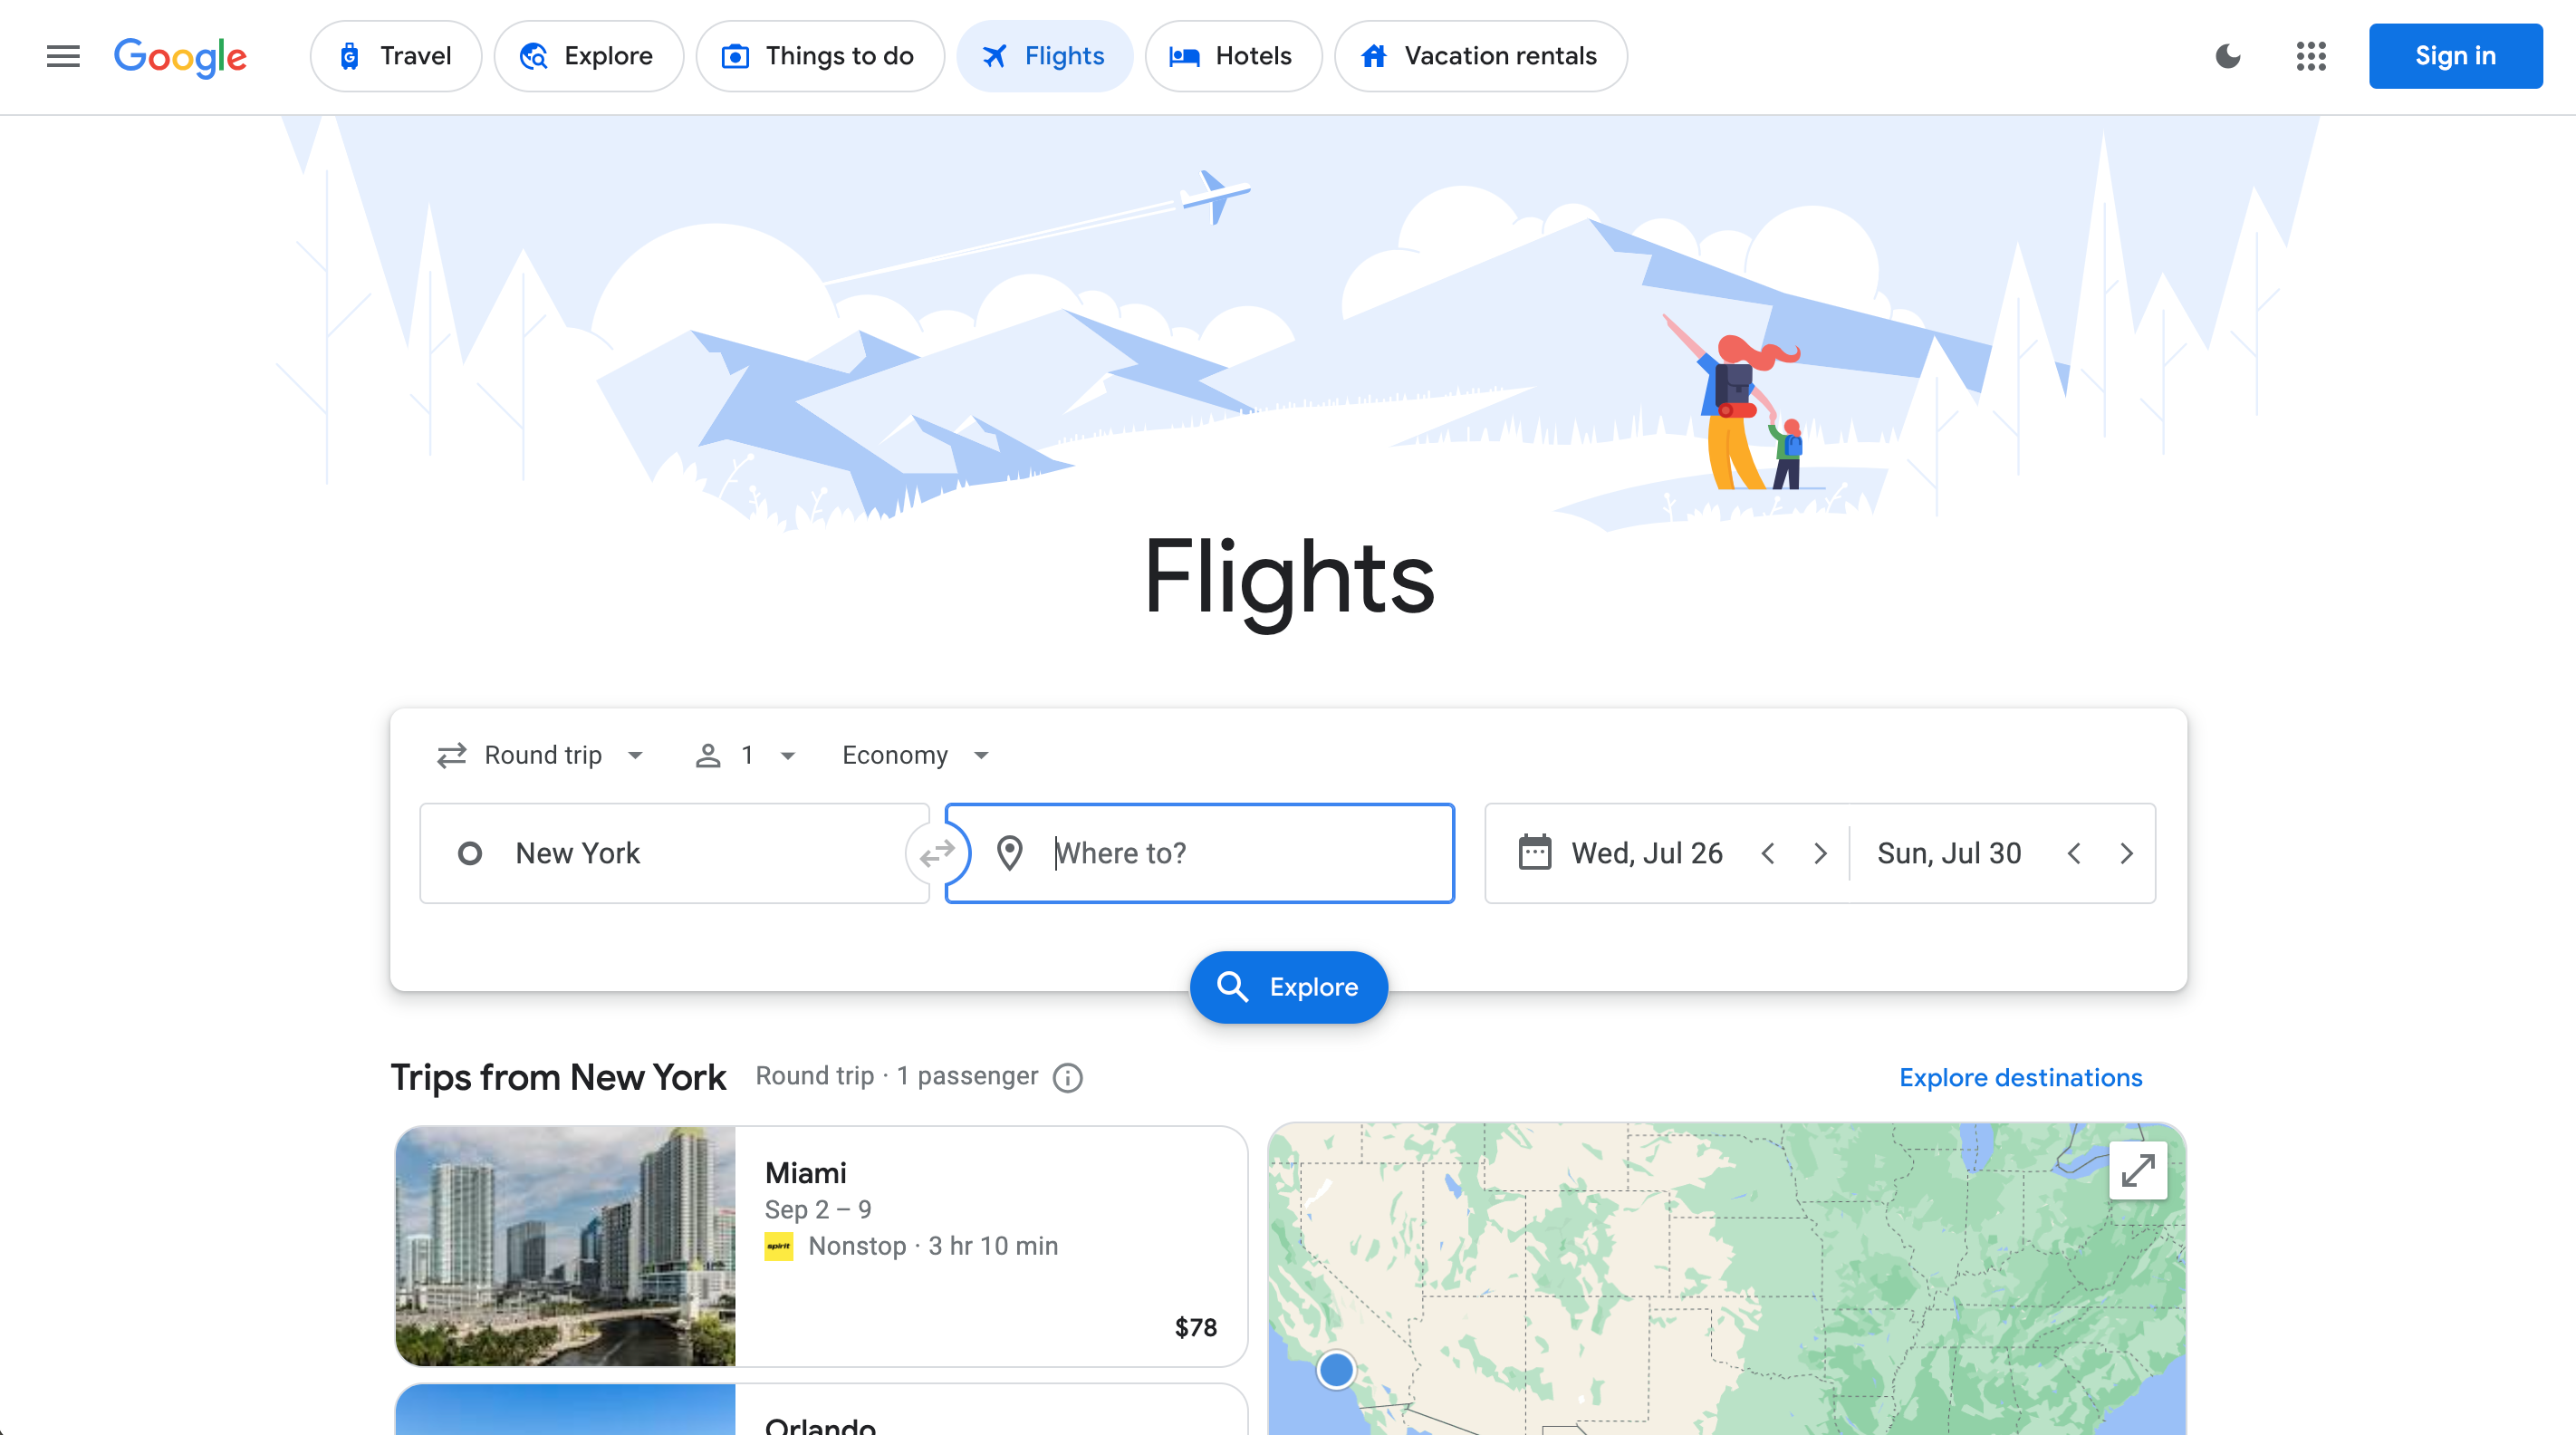 Google
Travel
Explore
Things to do
Flights
Hotels
Vacation rentals
Sign in
Flights
Round trip
1
Economy
New York
Where to?
Wed, Jul 26
Sun, Jul 30
Explore
Trips from New York
Round trip · 1 passenger
Explore destinations
Miami
Sep 2 – 9
spirit
Nonstop · 3 hr 10 min
$78
Orlando